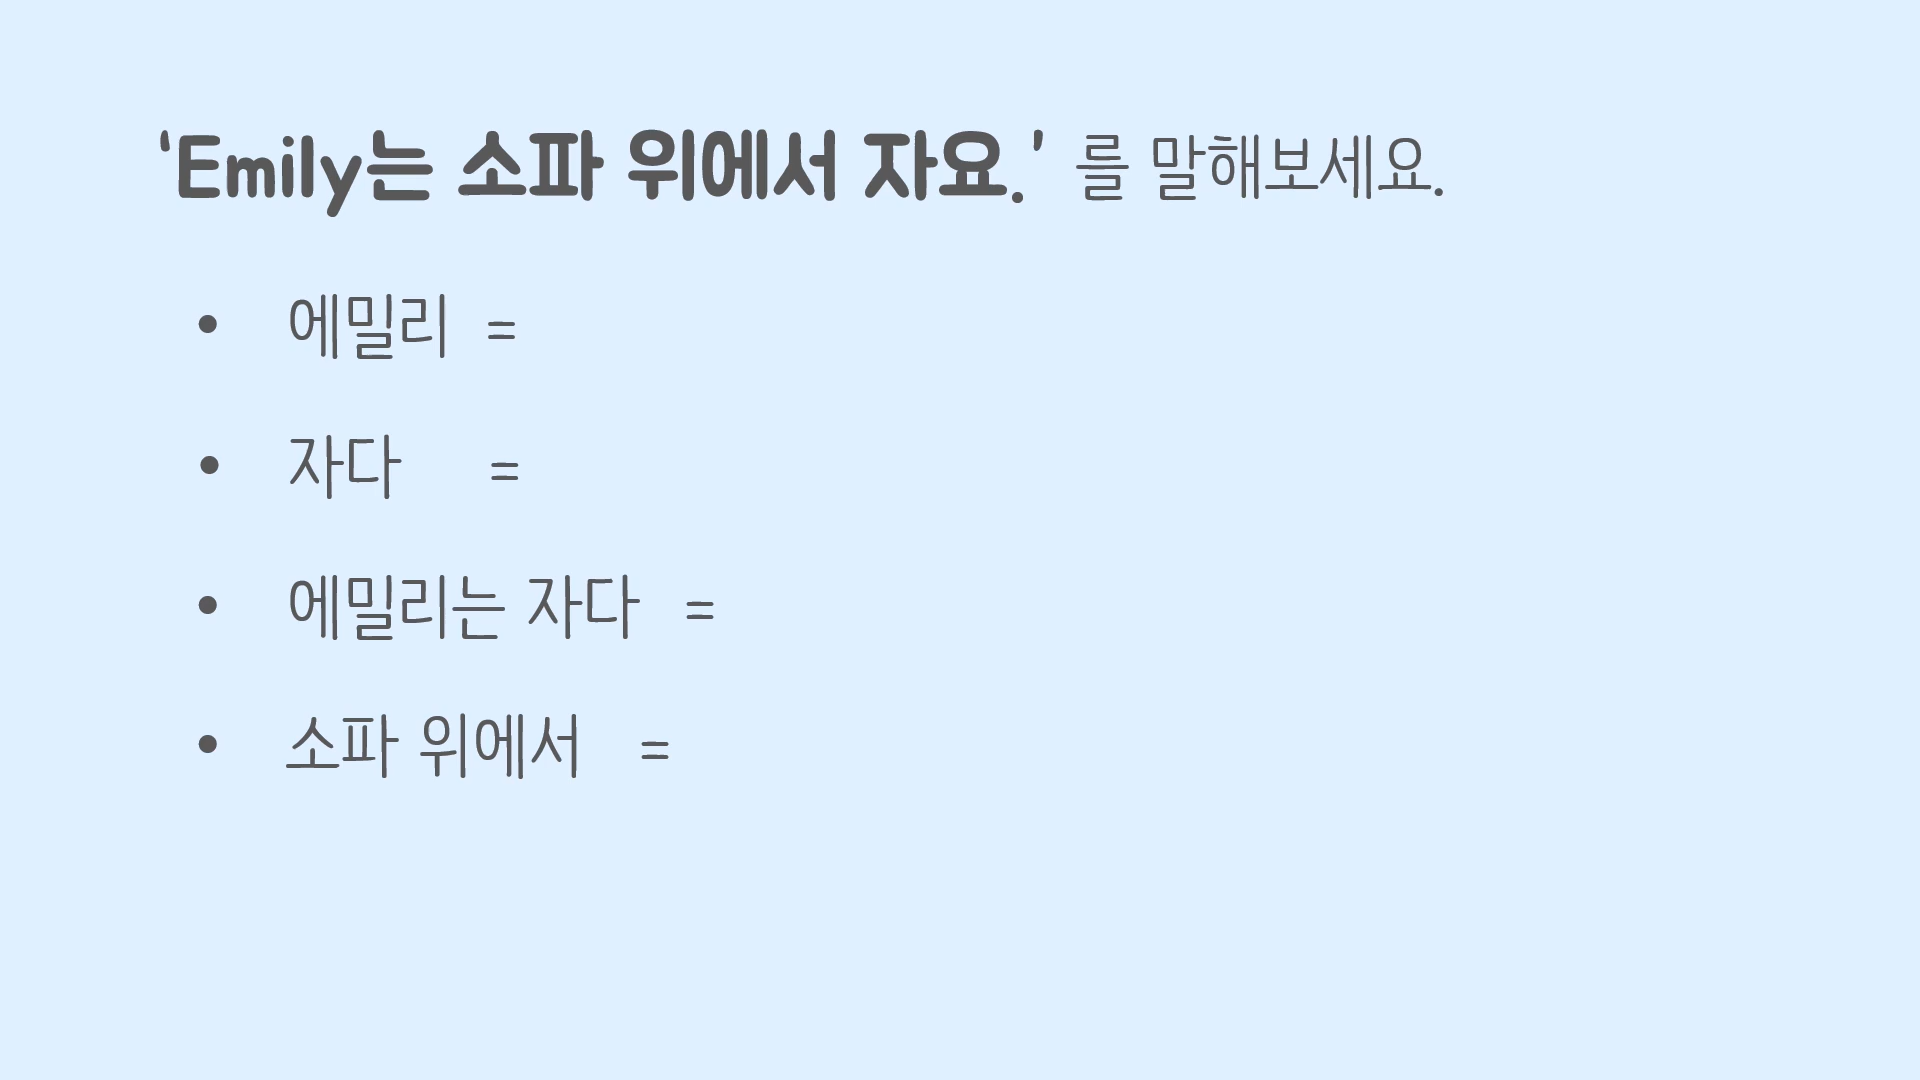 ‘Emily는 소파 위에서 자요.’ 를 말해보세요.
• 에밀리 =
• 자다 =
• 에밀리는 자다 =
• 소파 위에서 =